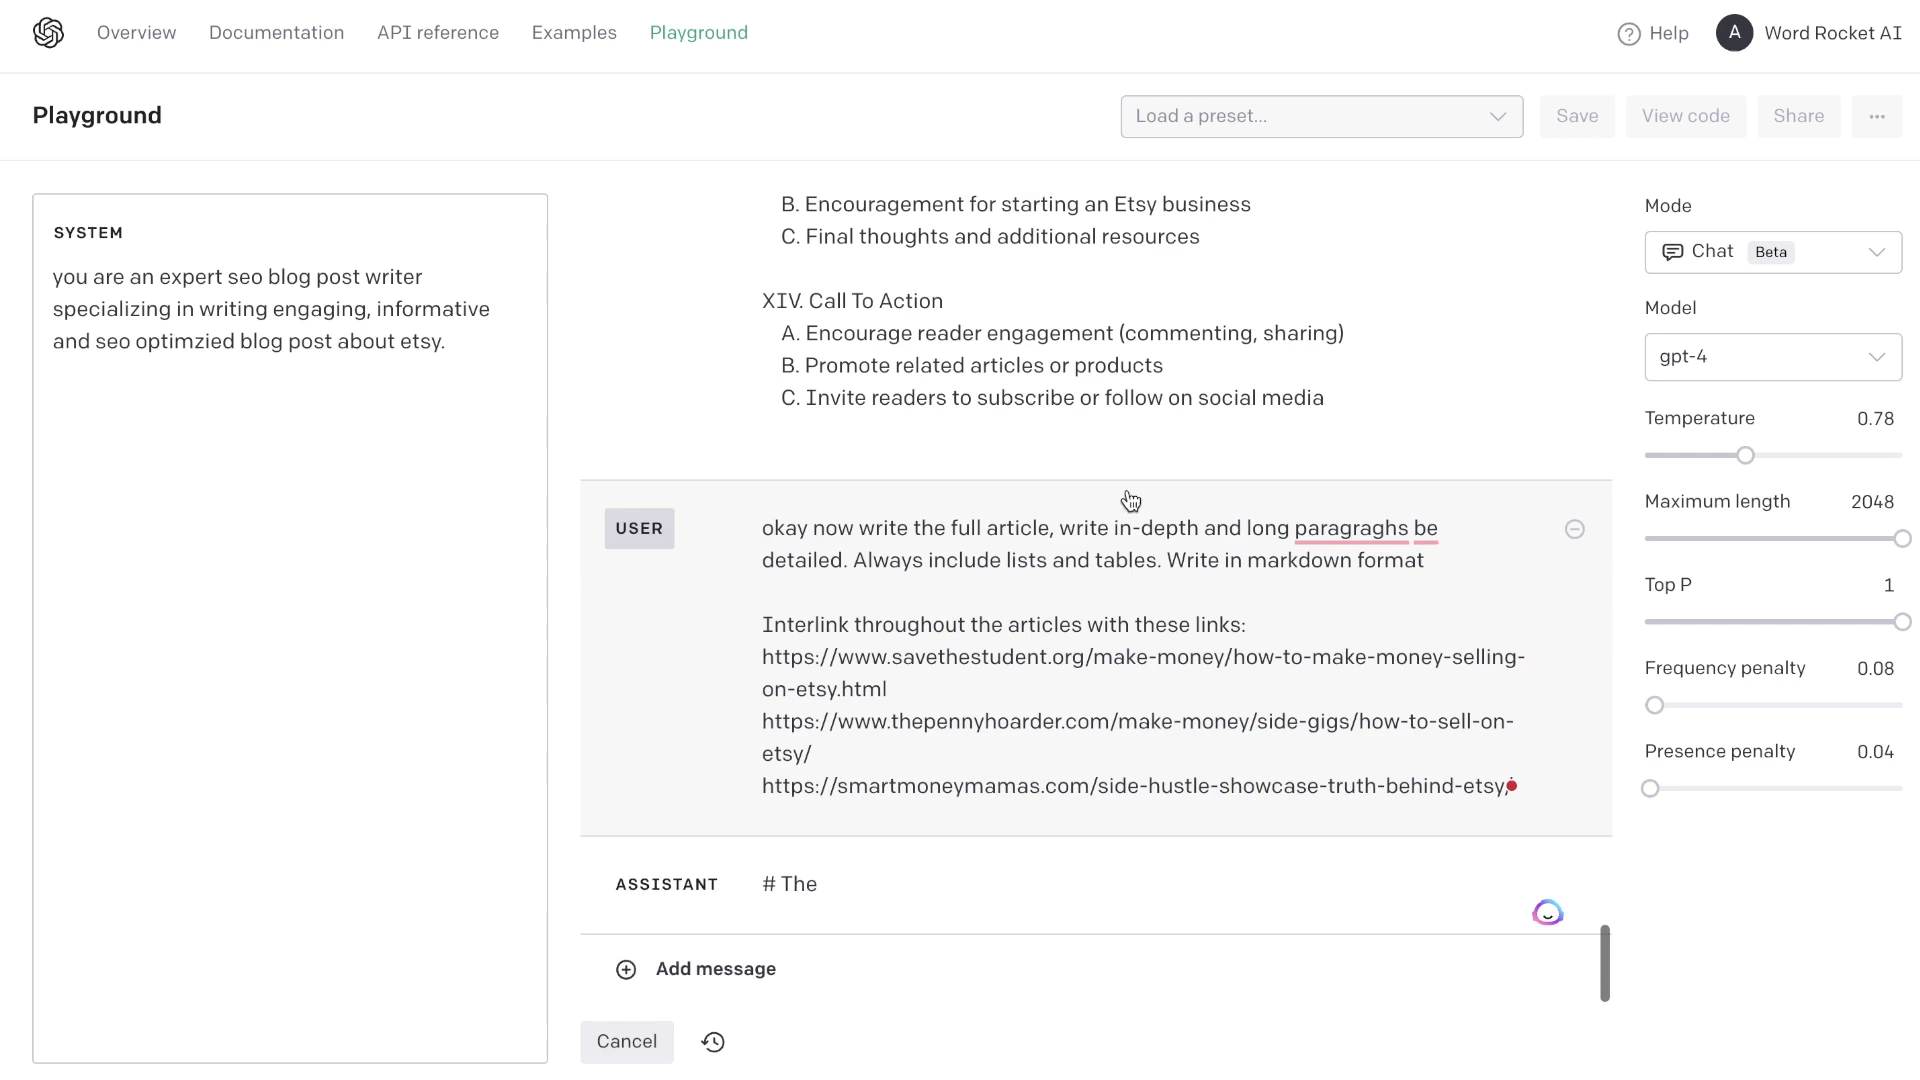 Overview Documentation API reference Examples Playground Help A Word Rocket AI
Playground
Load a preset... Save View code Share ...
SYSTEM
you are an expert seo blog post writer
specializing in writing engaging, informative
and seo optimzied blog post about etsy.
B. Encouragement for starting an Etsy business
C. Final thoughts and additional resources
XIV. Call To Action
A. Encourage reader engagement (commenting, sharing)
B. Promote related articles or products
C. Invite readers to subscribe or follow on social media
USER
okay now write the full article, write in-depth and long paragraghs be
detailed. Always include lists and tables. Write in markdown format
Interlink throughout the articles with these links:
https://www.savethestudent.org/make-money/how-to-make-money-selling-
on-etsy.html
https://www.thepennyhoarder.com/make-money/side-gigs/how-to-sell-on-
etsy/
https://smartmoneymamas.com/side-hustle-showcase-truth-behind-etsy/
ASSISTANT # The
Add message
Cancel
Mode
Chat Beta
Model
gpt-4
Temperature 0.78
Maximum length 2048
Top P 1
Frequency penalty 0.08
Presence penalty 0.04